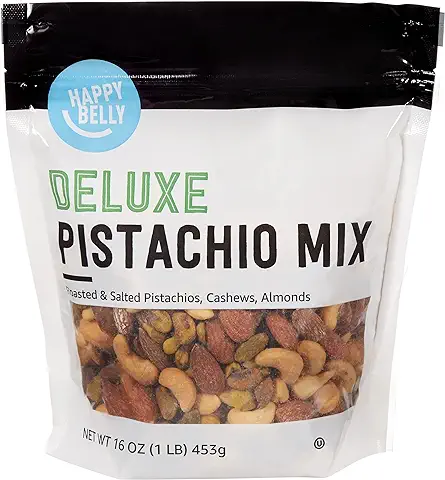 HAPPY
BELLY
DELUXE
PISTACHIO MIX
Roasted & Salted Pistachios, Cashews, Almonds
NET WT 16 OZ (1 LB) 453g
U